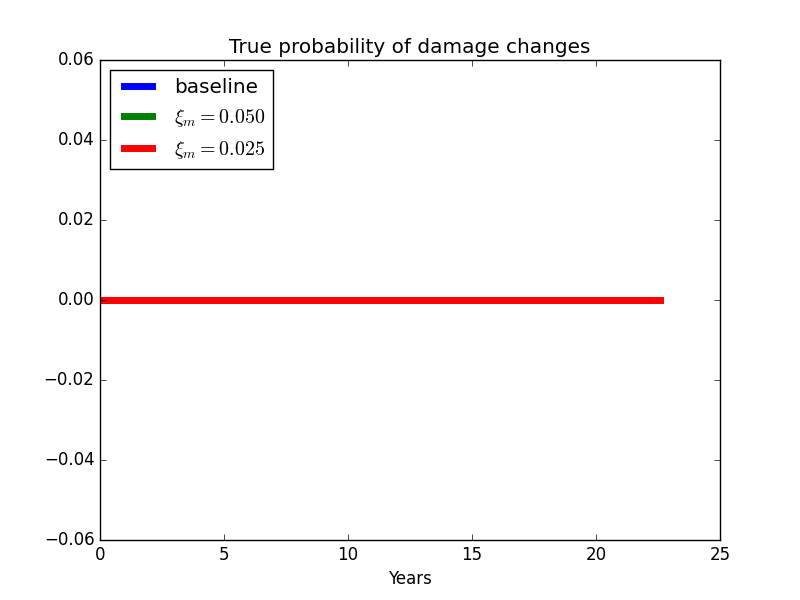 True probability of damage changes
0.06
0.04
0.02
0.00
−0.02
−0.04
−0.06
baseline
ξₘ = 0.050
ξₘ = 0.025
0 5 10 15 20 25
Years